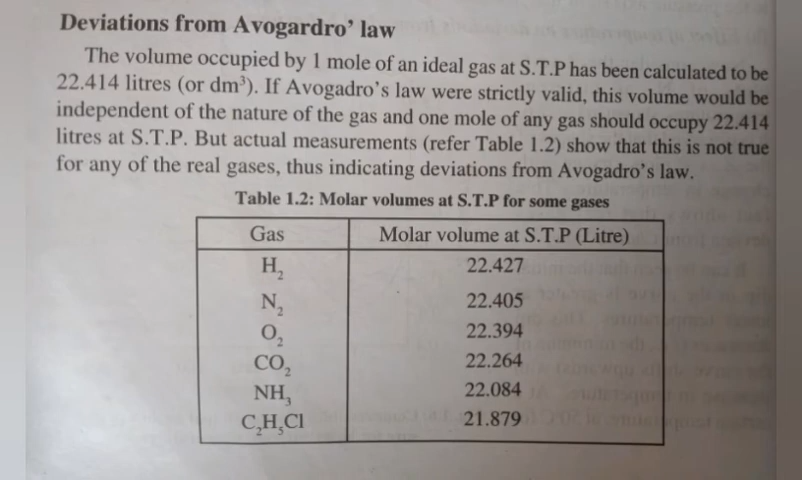 Deviations from Avogardro' law
The volume occupied by 1 mole of an ideal gas at S.T.P has been calculated to be
22.414 litres (or dm³). If Avogadro's law were strictly valid, this volume would be
independent of the nature of the gas and one mole of any gas should occupy 22.414
litres at S.T.P. But actual measurements (refer Table 1.2) show that this is not true
for any of the real gases, thus indicating deviations from Avogadro's law.
Table 1.2: Molar volumes at S.T.P for some gases
Gas Molar volume at S.T.P (Litre)
H₂ 22.427
N₂ 22.405
O₂ 22.394
CO₂ 22.264
NH₃ 22.084
C₂H₅Cl 21.879